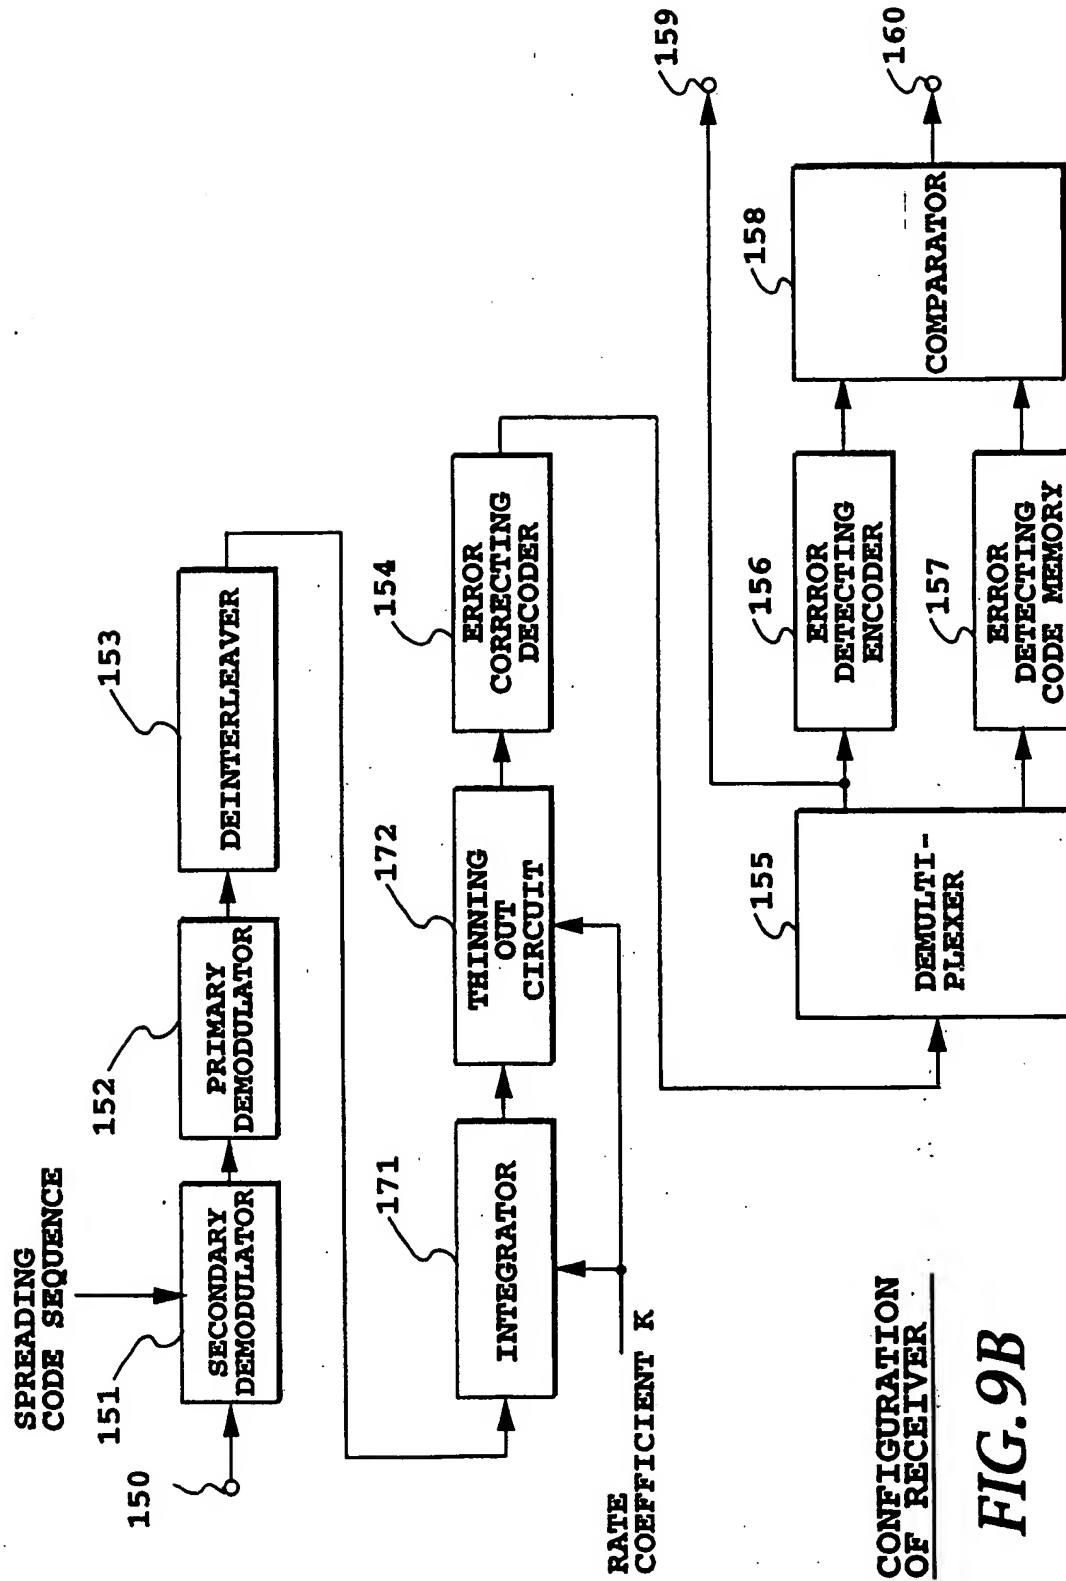 SPREADING
CODE SEQUENCE
150
151
SECONDARY
DEMODULATOR
152
PRIMARY
DEMODULATOR
153
DEINTERLEAVER
RATE
COEFFICIENT K
171
INTEGRATOR
172
THINNING
OUT
CIRCUIT
154
ERROR
CORRECTING
DECODER
155
DEMULTI-
PLEXER
156
ERROR
DETECTING
ENCODER
157
ERROR
DETECTING
CODE MEMORY
158
COMPARATOR
159
160
CONFIGURATION
OF RECEIVER
FIG.9B